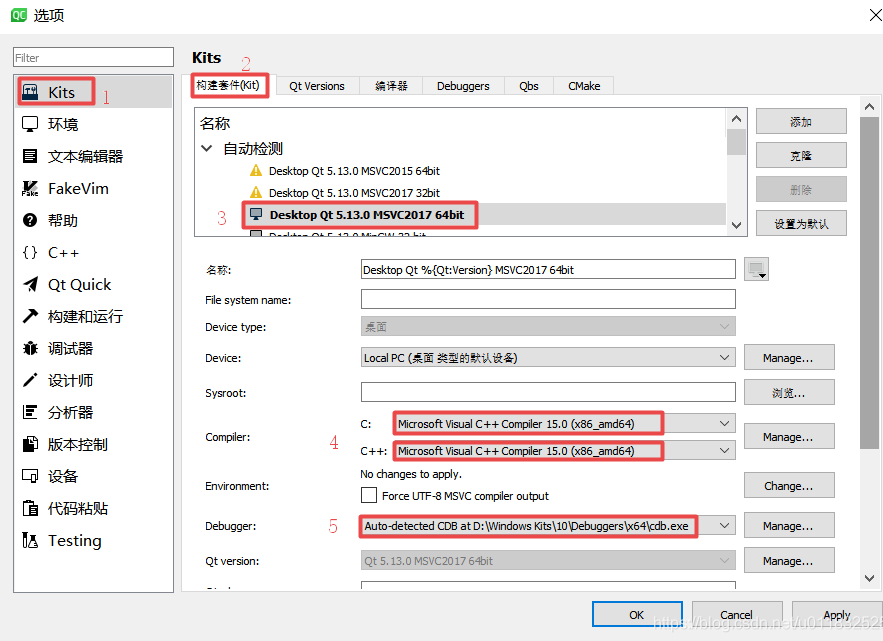 选项
Filter
Kits
1
环境
文本编辑器
FakeVim
帮助
C++
Qt Quick
构建和运行
调试器
设计师
分析器
版本控制
设备
代码粘贴
Testing
Kits
2
构建套件(Kit)
Qt Versions
编译器
Debuggers
Qbs
CMake
名称
自动检测
Desktop Qt 5.13.0 MSVC2015 64bit
Desktop Qt 5.13.0 MSVC2017 32bit
3
Desktop Qt 5.13.0 MSVC2017 64bit
Desktop Qt 5.13.0 MinGW 32-bit
添加
克隆
删除
设置为默认
名称:
Desktop Qt %{Qt:Version} MSVC2017 64bit
File system name:
Device type:
桌面
Device:
Local PC (桌面 类型的默认设备)
Manage...
Sysroot:
浏览...
Compiler:
4
C:
Microsoft Visual C++ Compiler 15.0 (x86_amd64)
C++:
Microsoft Visual C++ Compiler 15.0 (x86_amd64)
Manage...
Environment:
No changes to apply.
Force UTF-8 MSVC compiler output
Change...
Debugger:
5
Auto-detected CDB at D:\Windows Kits\10\Debuggers\x64\cdb.exe
Manage...
Qt version:
Qt 5.13.0 MSVC2017 64bit
Manage...
OK
Cancel
Apply